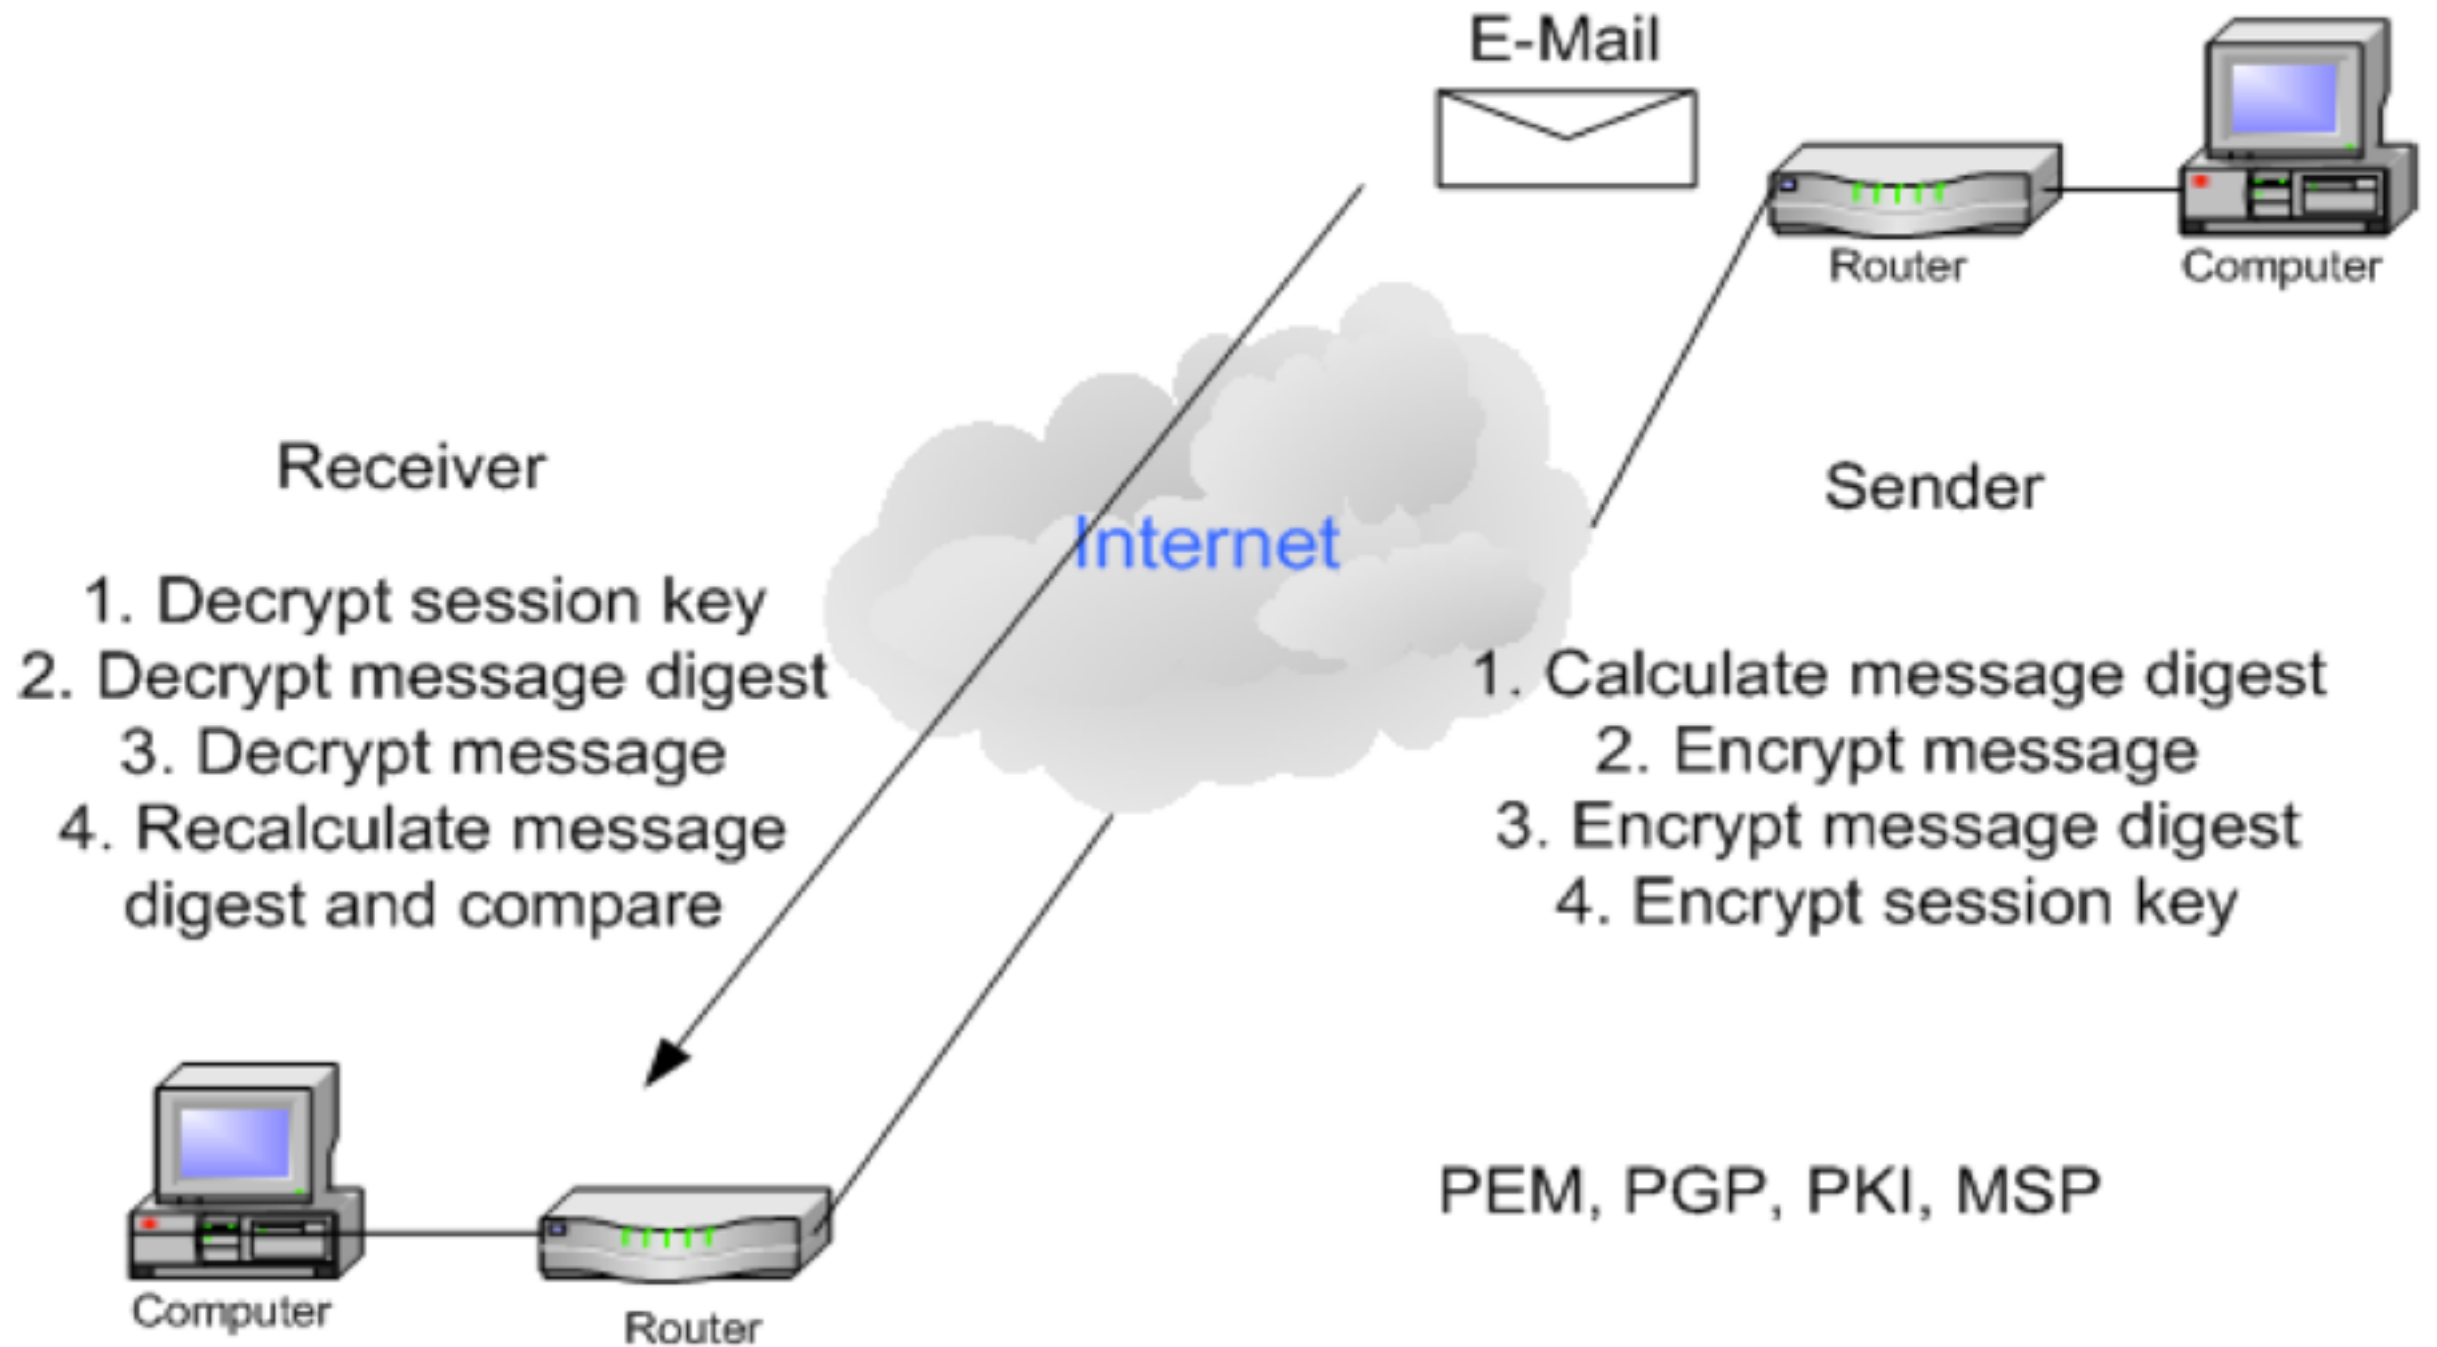 E-Mail
Router
Computer
Receiver
1. Decrypt session key
2. Decrypt message digest
3. Decrypt message
4. Recalculate message
digest and compare
Internet
Sender
1. Calculate message digest
2. Encrypt message
3. Encrypt message digest
4. Encrypt session key
PEM, PGP, PKI, MSP
Computer
Router